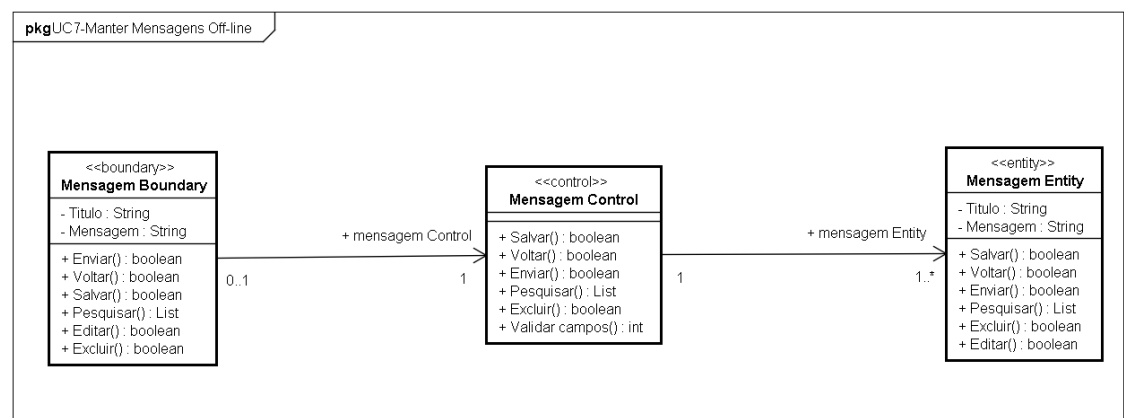 pkgUC7-Manter Mensagens Off-line
<<boundary>>
Mensagem Boundary
- Titulo : String
- Mensagem : String
+ Enviar() : boolean
+ Voltar() : boolean
+ Salvar() : boolean
+ Pesquisar() : List
+ Editar() : boolean
+ Excluir() : boolean
+ mensagem Control
0..1
1
<<control>>
Mensagem Control
+ Salvar() : boolean
+ Voltar() : boolean
+ Enviar() : boolean
+ Pesquisar() : List
+ Excluir() : boolean
+ Validar campos() : int
+ mensagem Entity
1
1..*
<<entity>>
Mensagem Entity
- Titulo : String
- Mensagem : String
+ Salvar() : boolean
+ Voltar() : boolean
+ Enviar() : boolean
+ Pesquisar() : List
+ Excluir() : boolean
+ Editar() : boolean